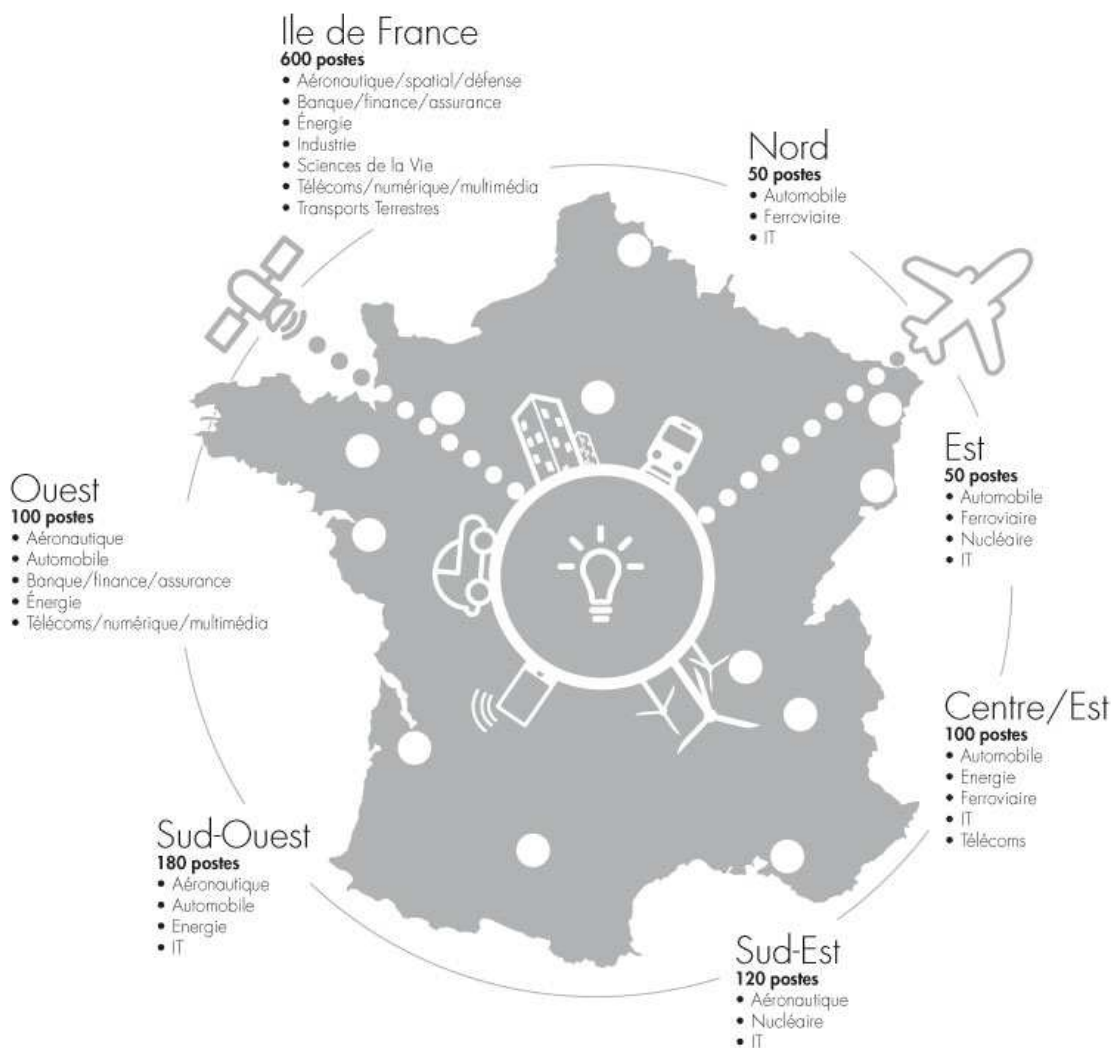 Ile de France
600 postes
• Aéronautique/spatial/défense
• Banque/finance/assurance
• Énergie
• Industrie
• Sciences de la Vie
• Télécoms/numérique/multimédia
• Transports Terrestres
Nord
50 postes
• Automobile
• Ferroviaire
• IT
Est
50 postes
• Automobile
• Ferroviaire
• Nucléaire
• IT
Ouest
100 postes
• Aéronautique
• Automobile
• Banque/finance/assurance
• Énergie
• Télécoms/numérique/multimédia
Centre/Est
100 postes
• Automobile
• Energie
• Ferroviaire
• IT
• Télécoms
Sud-Ouest
180 postes
• Aéronautique
• Automobile
• Energie
• IT
Sud-Est
120 postes
• Aéronautique
• Nucléaire
• IT